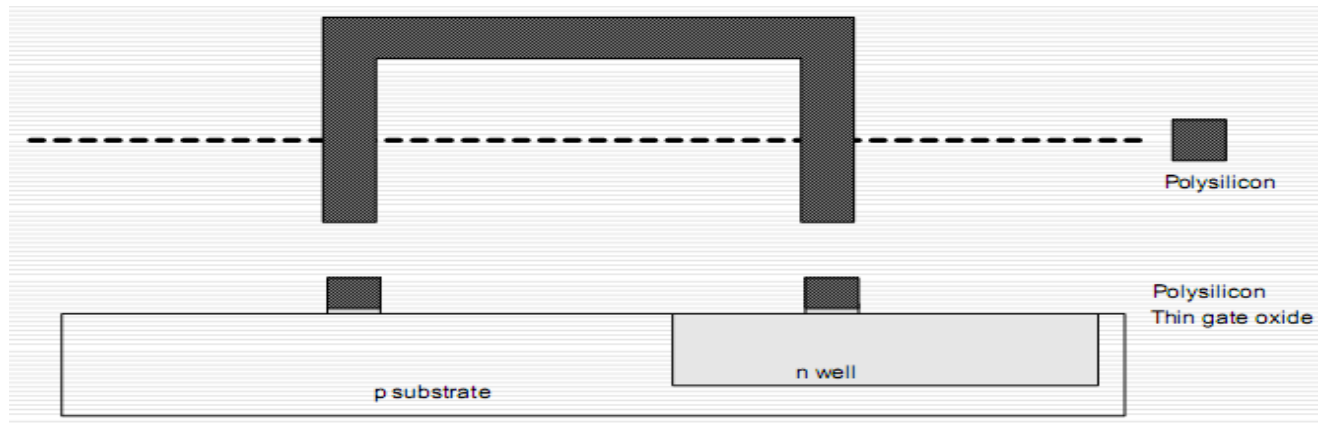 Polysilicon
Polysilicon
Thin gate oxide
n well
p substrate